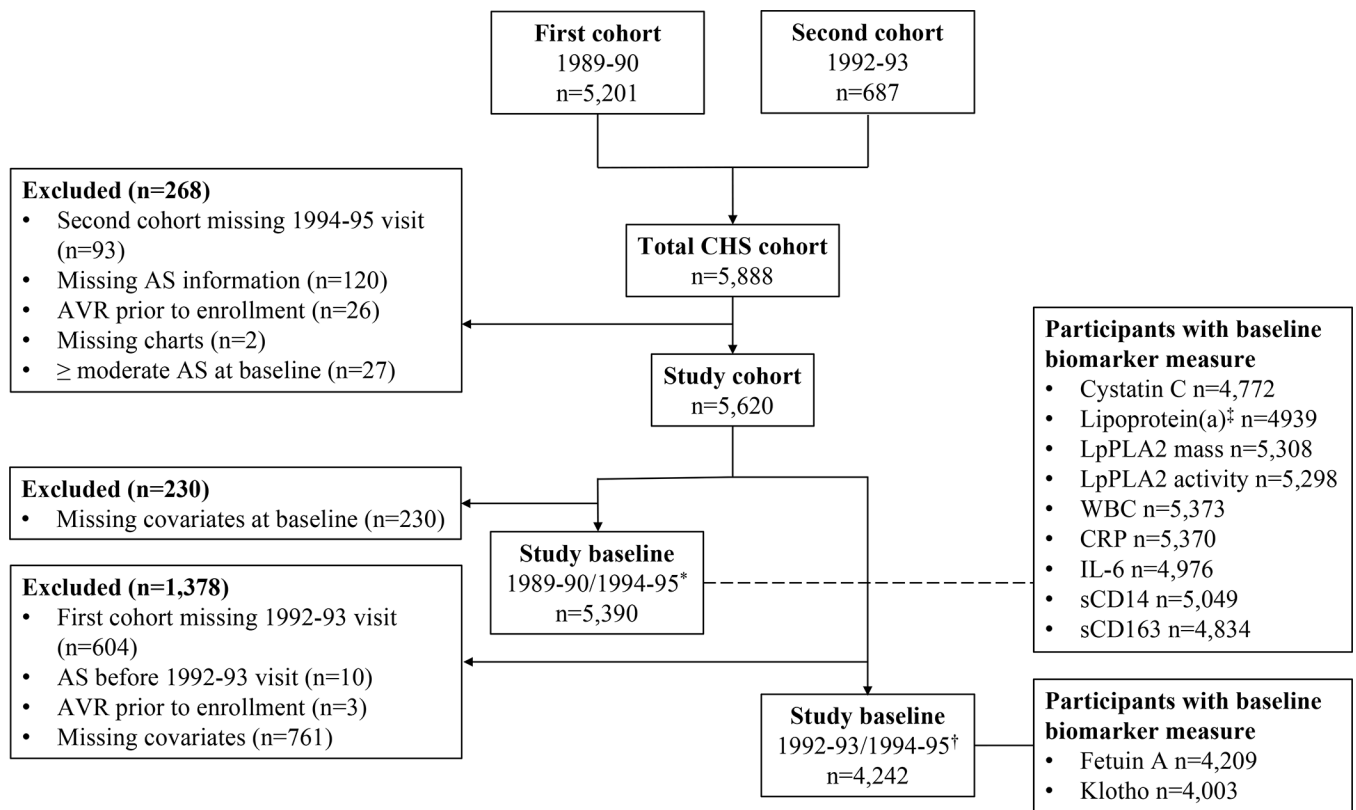 First cohort
1989-90
n=5,201
Second cohort
1992-93
n=687
Excluded (n=268)
• Second cohort missing 1994-95 visit
(n=93)
• Missing AS information (n=120)
• AVR prior to enrollment (n=26)
• Missing charts (n=2)
• ≥ moderate AS at baseline (n=27)
Total CHS cohort
n=5,888
Study cohort
n=5,620
Participants with baseline
biomarker measure
• Cystatin C n=4,772
• Lipoprotein(a)‡ n=4939
• LpPLA2 mass n=5,308
• LpPLA2 activity n=5,298
• WBC n=5,373
• CRP n=5,370
• IL-6 n=4,976
• sCD14 n=5,049
• sCD163 n=4,834
Excluded (n=230)
• Missing covariates at baseline (n=230)
Study baseline
1989-90/1994-95*
n=5,390
Excluded (n=1,378)
• First cohort missing 1992-93 visit
(n=604)
• AS before 1992-93 visit (n=10)
• AVR prior to enrollment (n=3)
• Missing covariates (n=761)
Study baseline
1992-93/1994-95†
n=4,242
Participants with baseline
biomarker measure
• Fetuin A n=4,209
• Klotho n=4,003